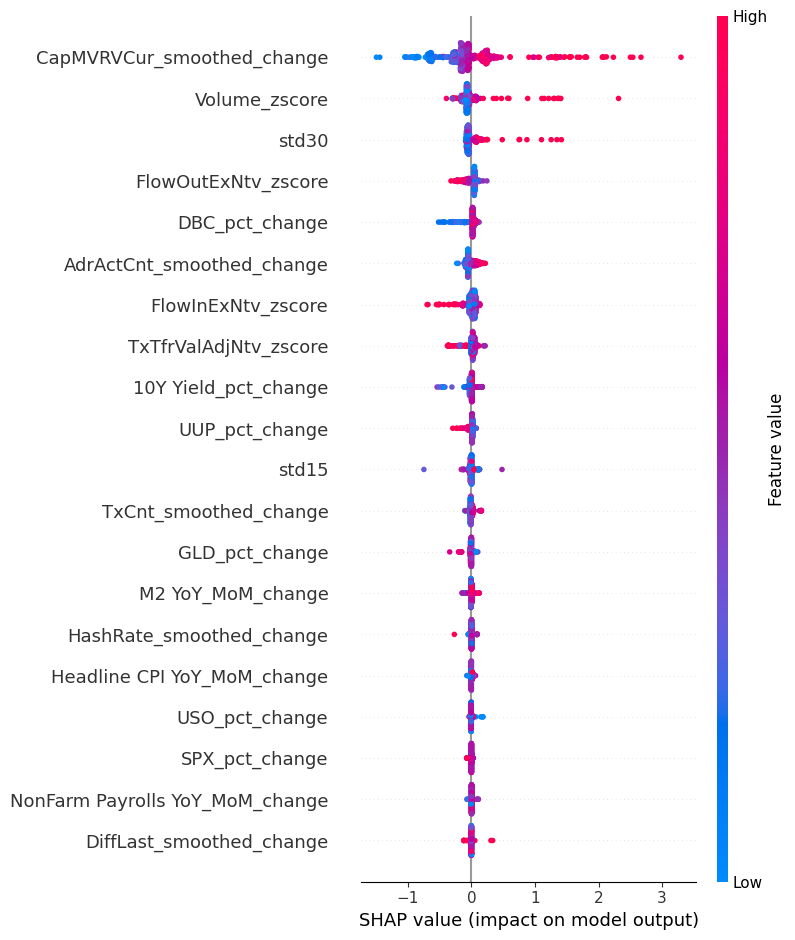 High
CapMVRVCur_smoothed_change
Volume_zscore
std30
FlowOutExNtv_zscore
DBC_pct_change
AdrActCnt_smoothed_change
FlowInExNtv_zscore
TxTfrValAdjNtv_zscore
10Y Yield_pct_change
UUP_pct_change
std15
TxCnt_smoothed_change
GLD_pct_change
M2 YoY_MoM_change
HashRate_smoothed_change
Headline CPI YoY_MoM_change
USO_pct_change
SPX_pct_change
NonFarm Payrolls YoY_MoM_change
DiffLast_smoothed_change
Feature value
Low
−1 0 1 2 3
SHAP value (impact on model output)